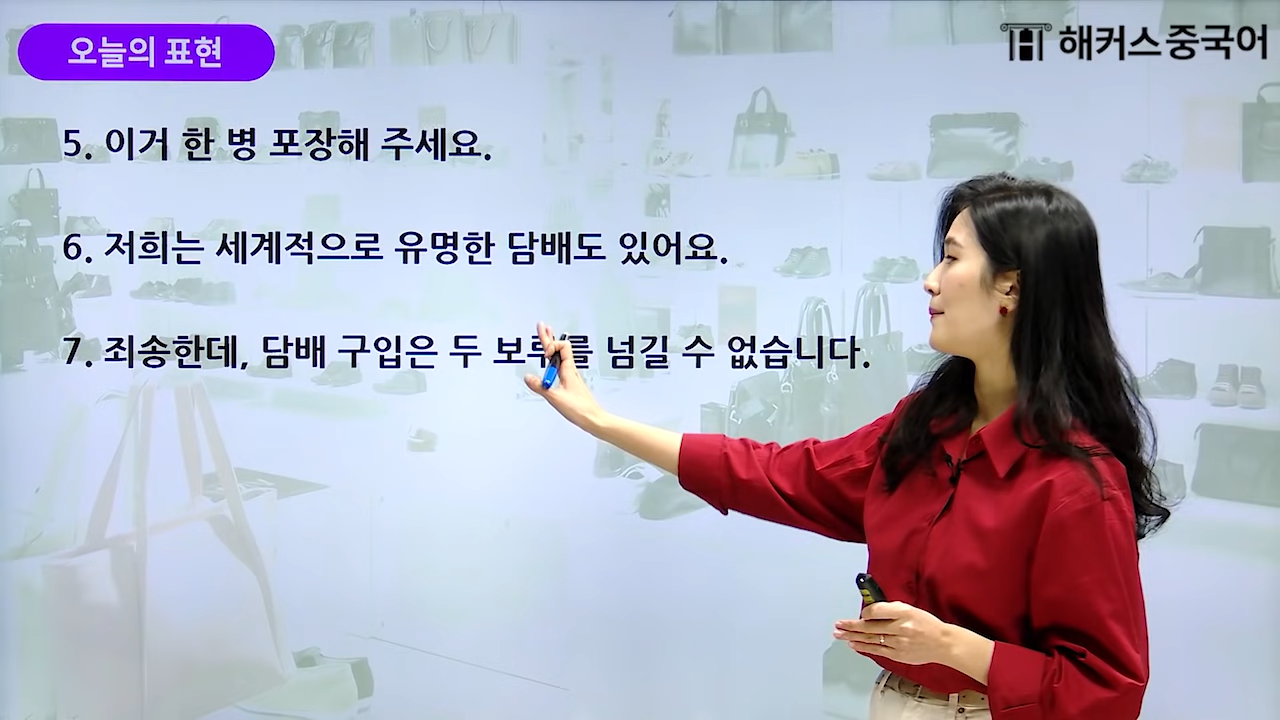 오늘의 표현
해커스중국어
5. 이거 한 병 포장해 주세요.
6. 저희는 세계적으로 유명한 담배도 있어요.
7. 죄송한데, 담배 구입은 두 보루를 넘길 수 없습니다.